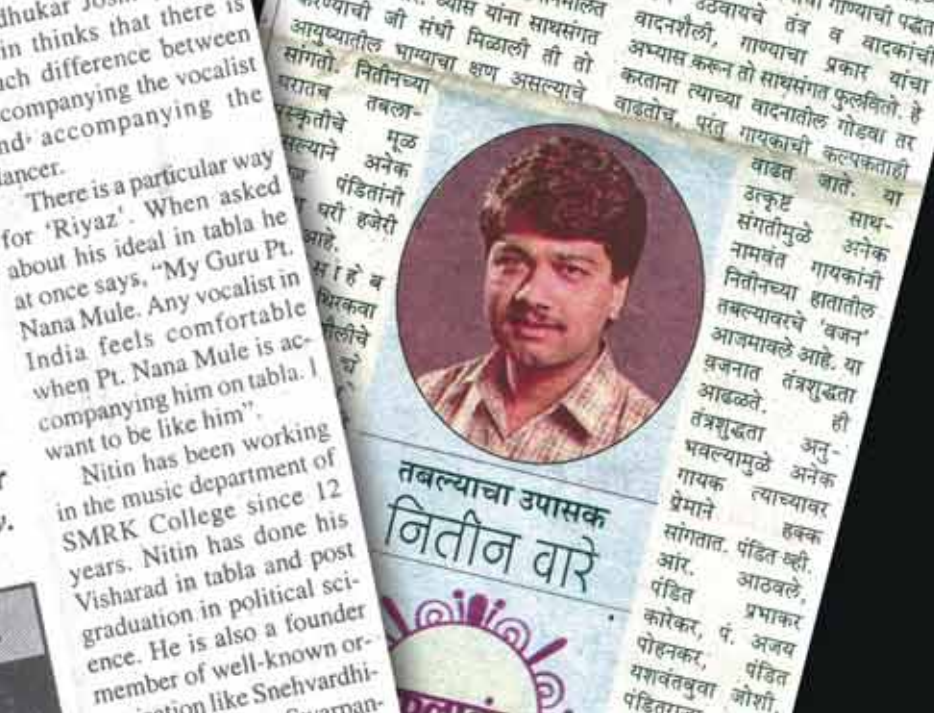 dhukar Joshi
in thinks that there is
ch difference between
companying the vocalist
nd accompanying the
ancer.
There is a particular way
for ‘Riyaz’. When asked
about his ideal in tabla he
at once says, “My Guru Pt.
Nana Mule. Any vocalist in
India feels comfortable
when Pt. Nana Mule is ac-
companying him on tabla. I
want to be like him”.
Nitin has been working
in the music department of
SMRK College since 12
years. Nitin has done his
Visharad in tabla and post
graduation in political sci-
ence. He is also a founder
member of well-known or-
ation like Snehvardhi-
Swarpan-
करण्याची जी संधी मिळाली ती तो
आयुष्यातील भाग्याचा क्षण असल्याचे
सांगतो. नितीनच्या
घरातच तबला-
स्कृतीचे मूळ
सल्याने अनेक
पंडितांनी
घरी हजेरी
आहे.
सा हे ब
थिरकवा
लीचे
चे
तबल्याचा उपासक
नितीन वारे
ठवायचे तंत्र व वादकांची
वादनशैली, गाण्याचा प्रकार यांचा
अभ्यास करून तो साथसंगत फुलवितो. हे
करताना त्याच्या वादनातील गोडवा तर
वाढतोच, परंतु गायकाची कल्पकताही
वाढत जाते. या
उत्कृष्ट साथ-
संगतीमुळे अनेक
नामवंत गायकांनी
नितीनच्या हातातील
तबल्यावरचे ‘वजन’
आजमावले आहे. या
वजनात तंत्रशुद्धता
आढळते. ही
तंत्रशुद्धता अनु-
भवल्यामुळे अनेक
गायक त्याच्यावर
प्रेमाने हक्क
सांगतात. पंडित व्ही.
आर. आठवले,
पंडित प्रभाकर
कारेकर, पं. अजय
पोहनकर, पंडित
यशवंतबुवा जोशी,